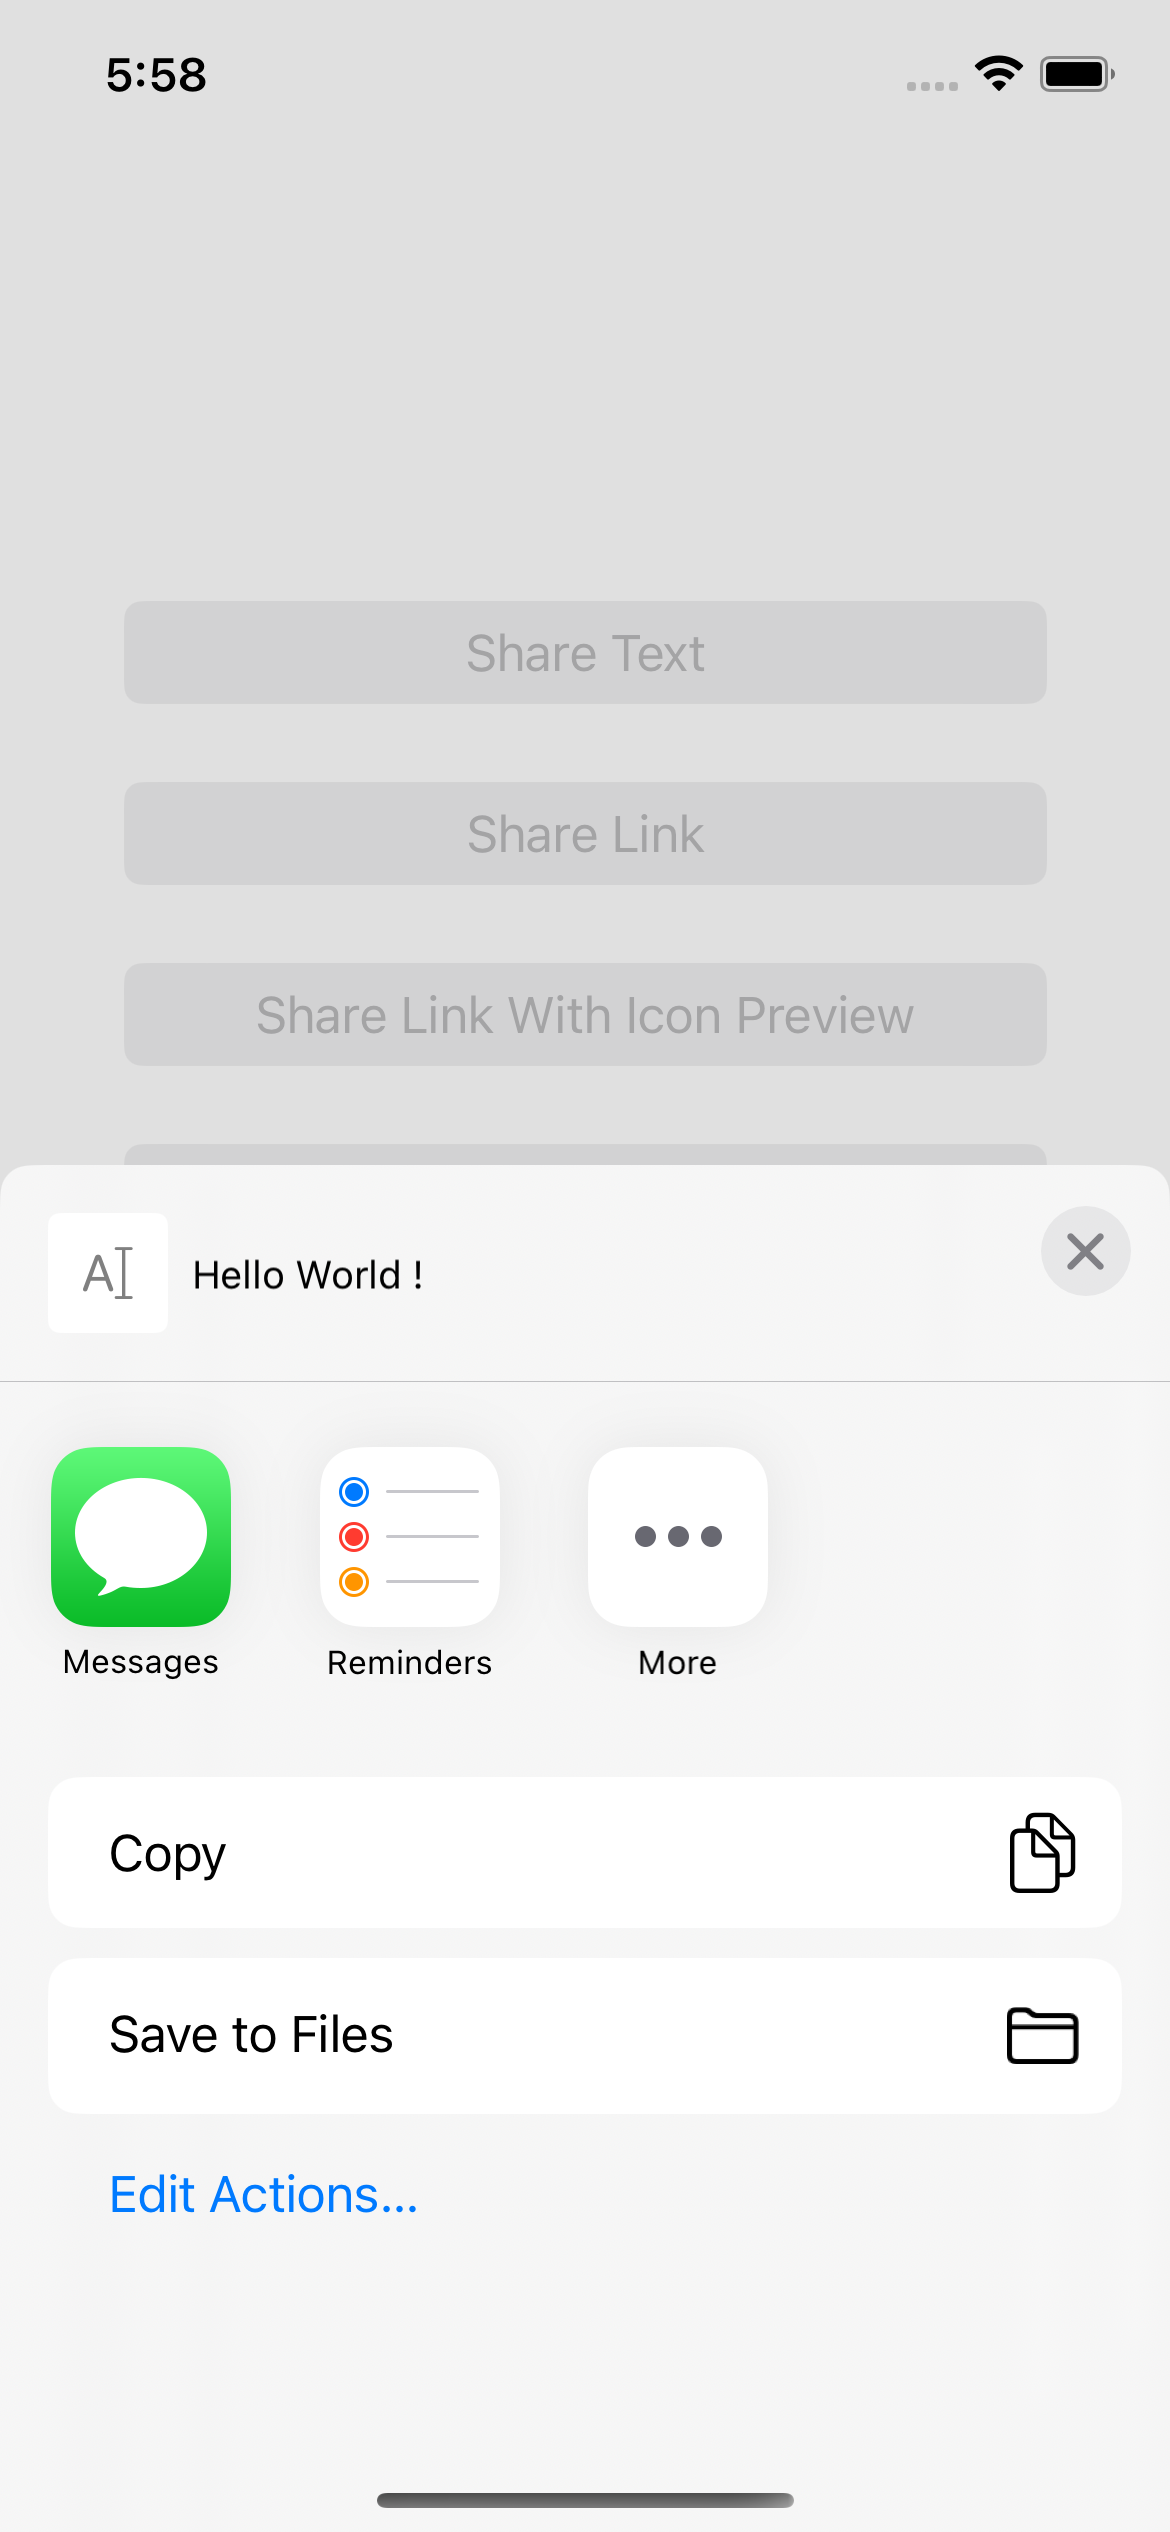 5:58
Share Text
Share Link
Share Link With Icon Preview
Hello World !
Messages
Reminders
More
Copy
Save to Files
Edit Actions...